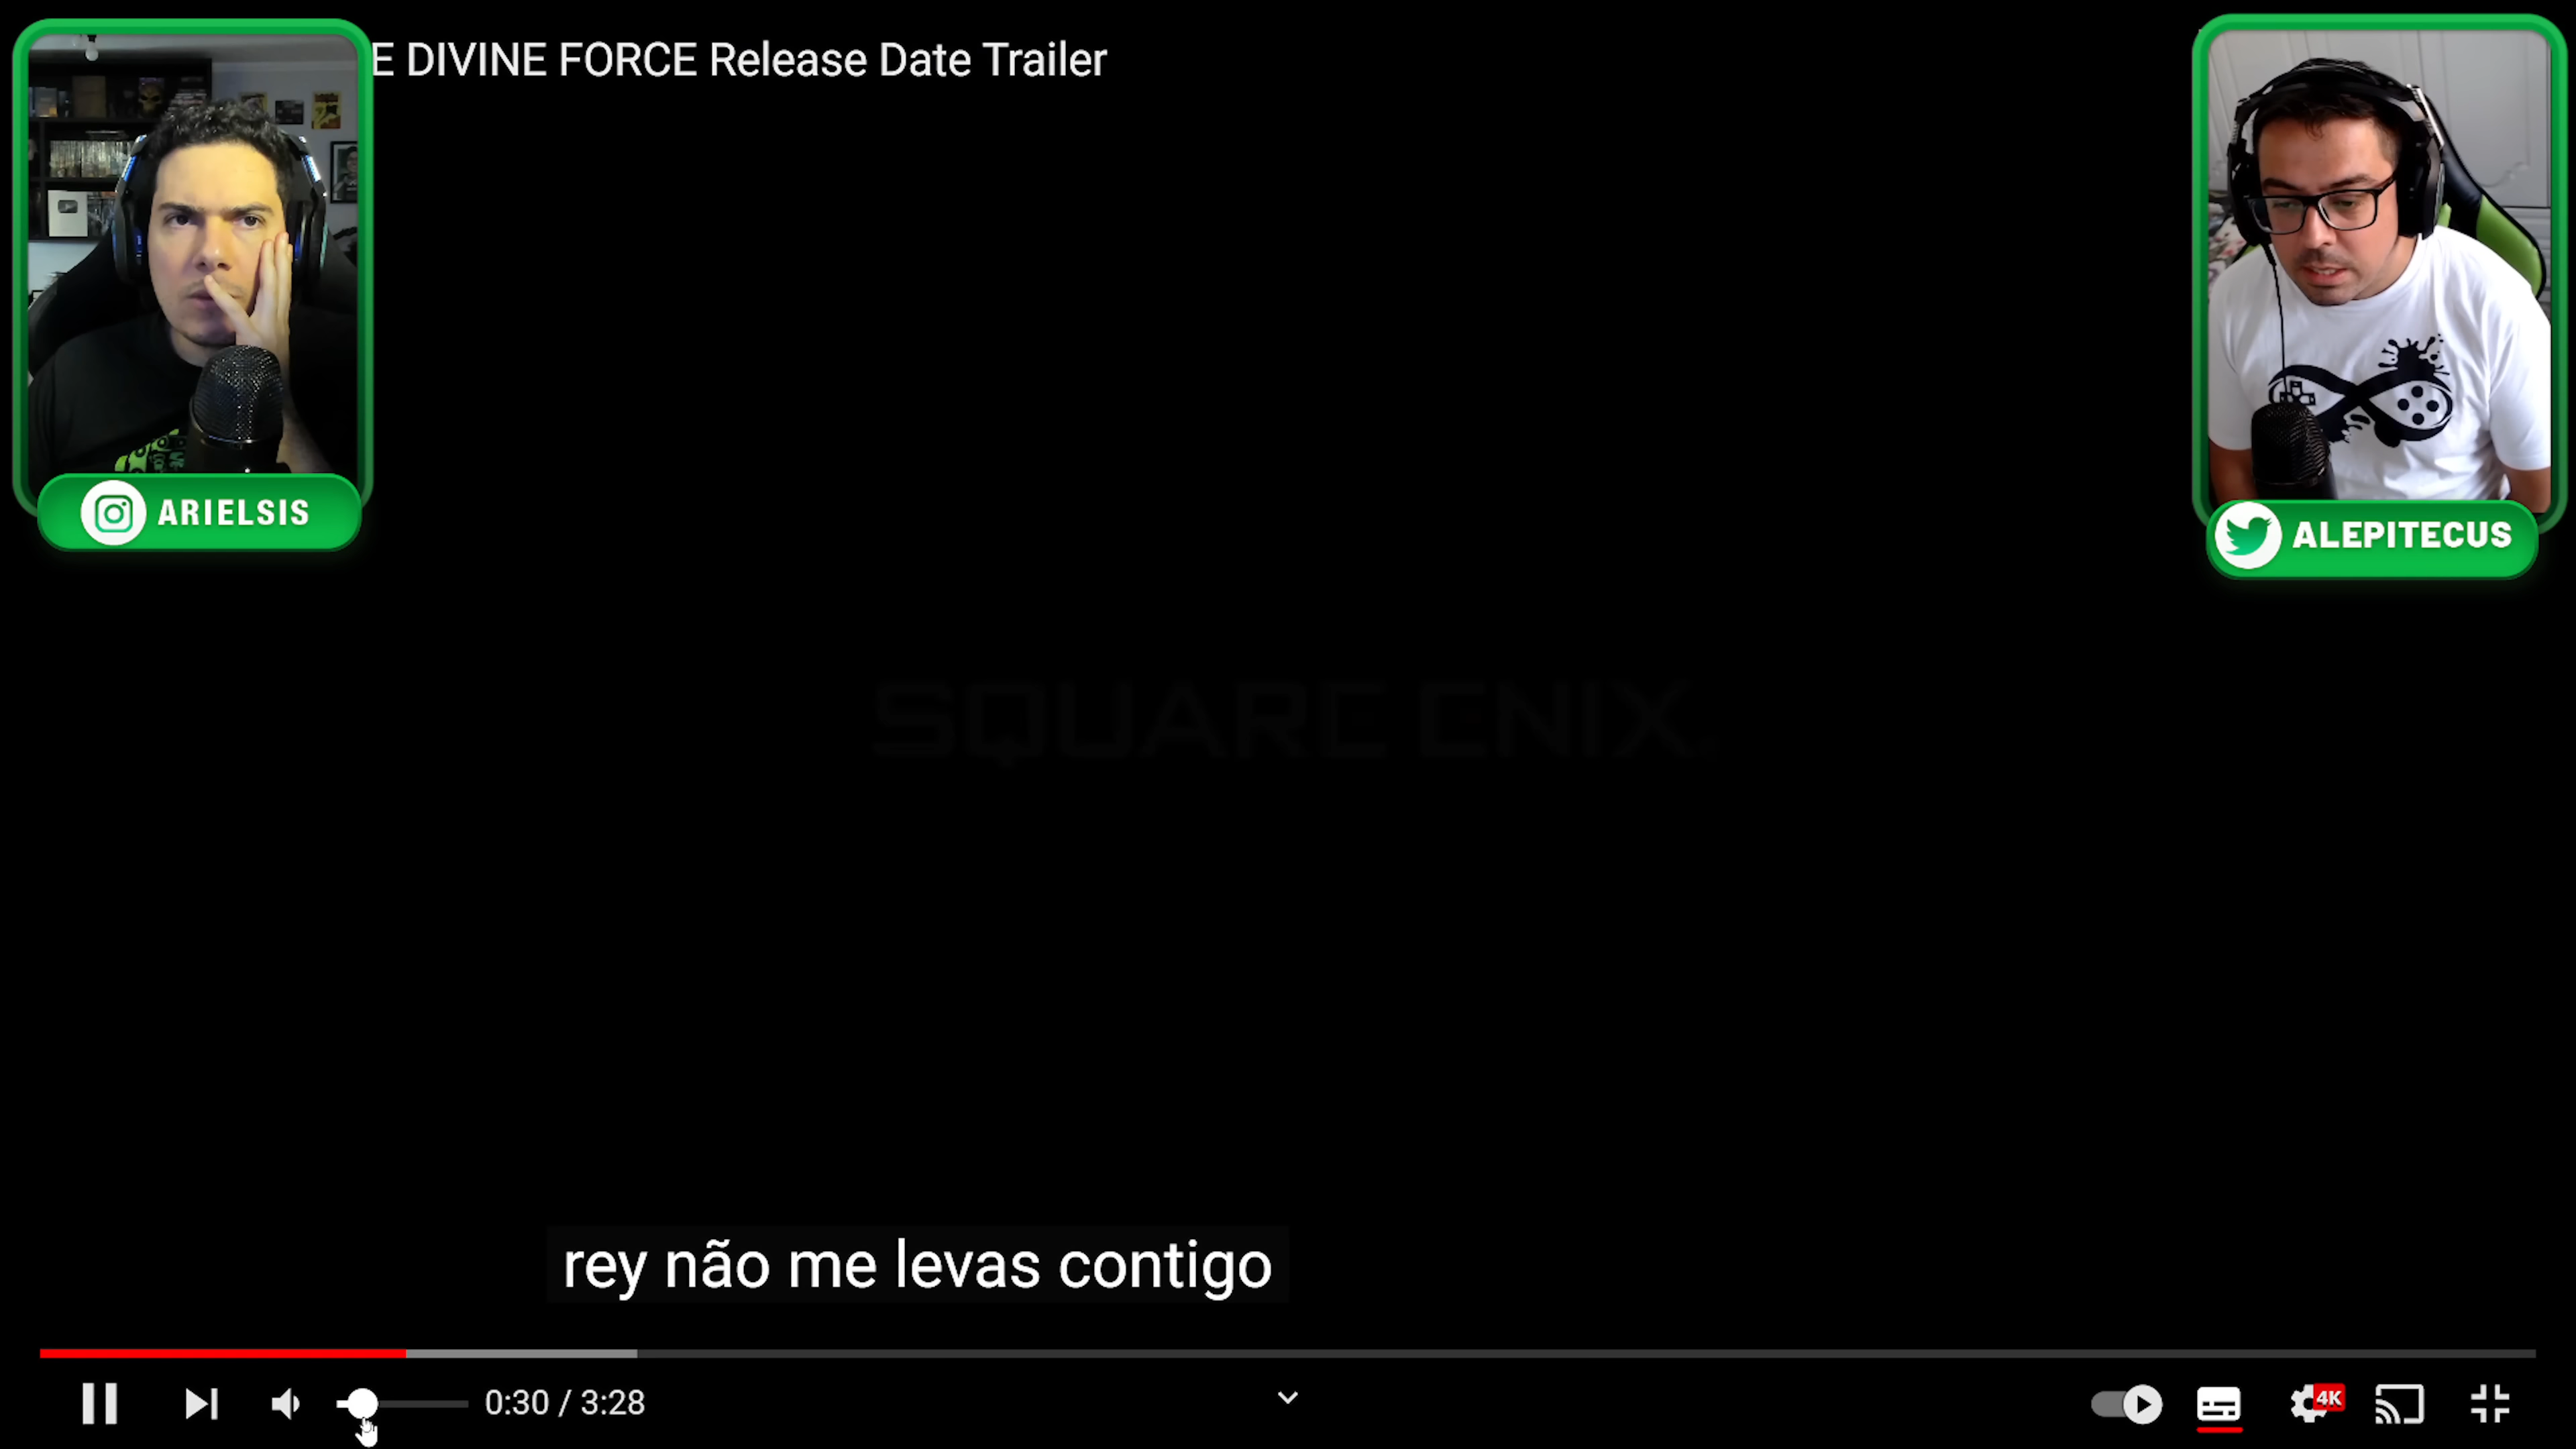 E DIVINE FORCE Release Date Trailer
ARIELSIS
ALEPITECUS
SQUARE ENIX
rey não me levas contigo
0:30 / 3:28
4K